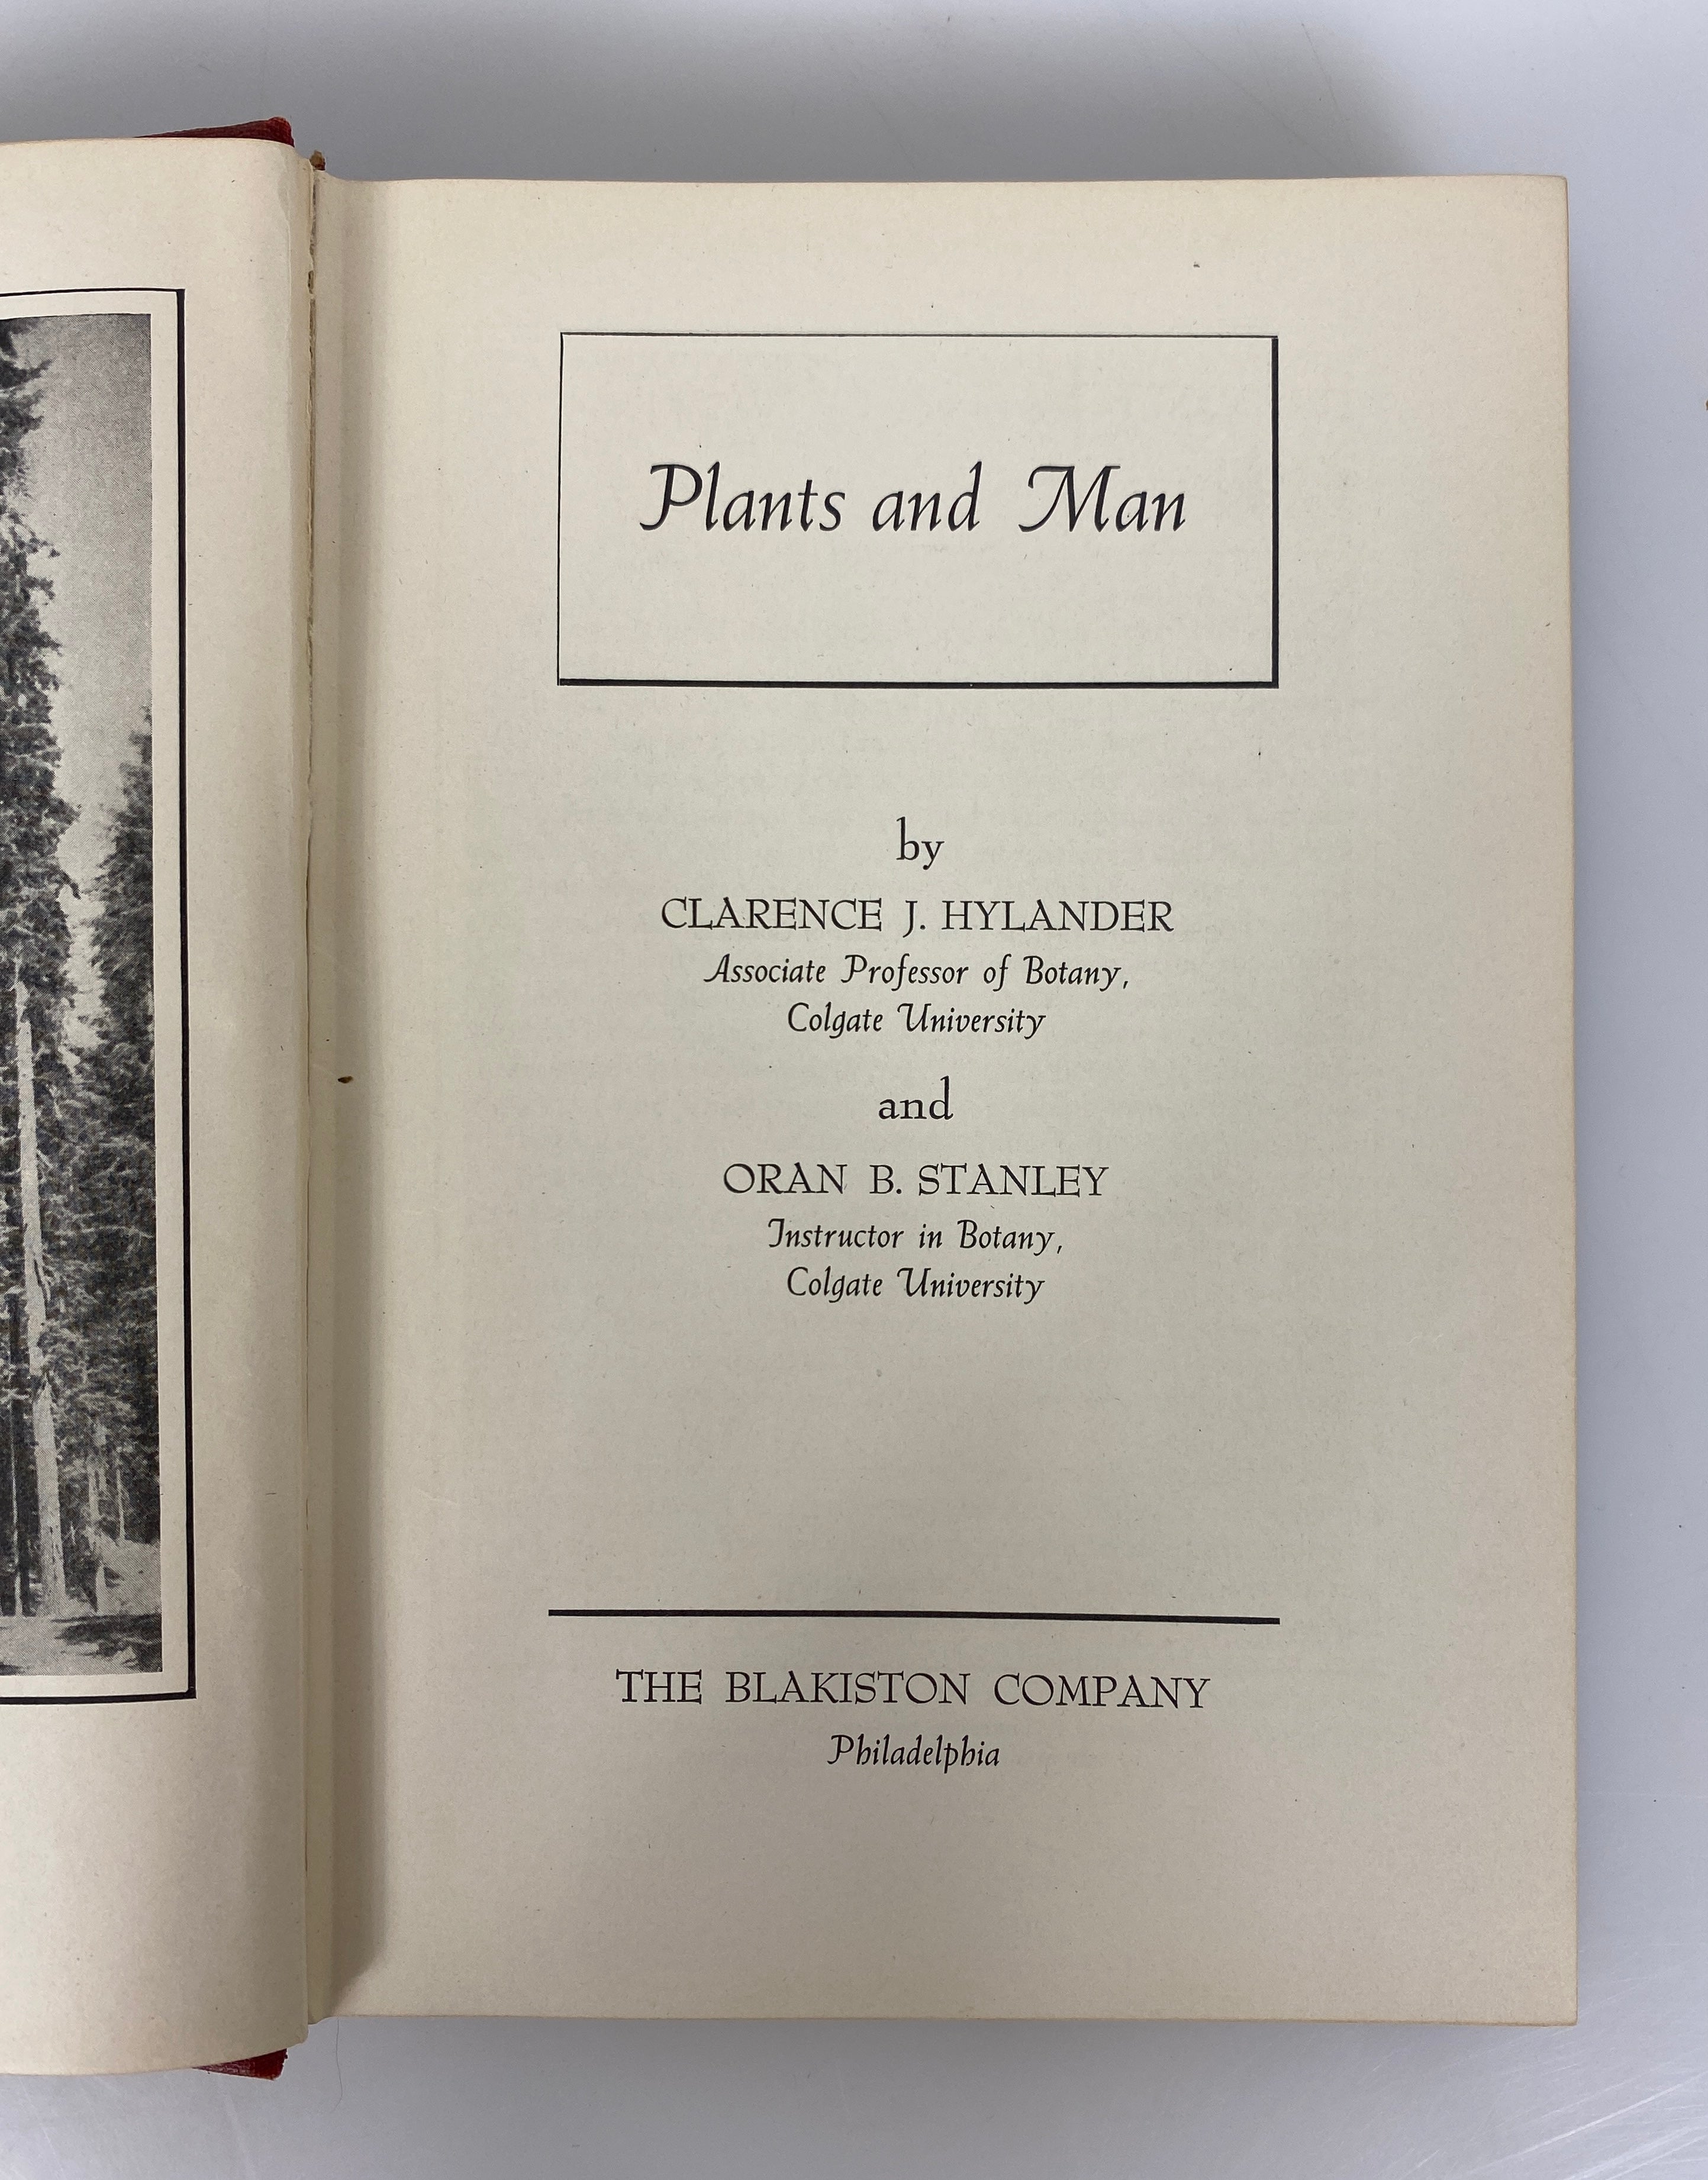 Plants and Man
by
CLARENCE J. HYLANDER
Associate Professor of Botany,
Colgate University
and
ORAN B. STANLEY
Instructor in Botany,
Colgate University
THE BLAKISTON COMPANY
Philadelphia